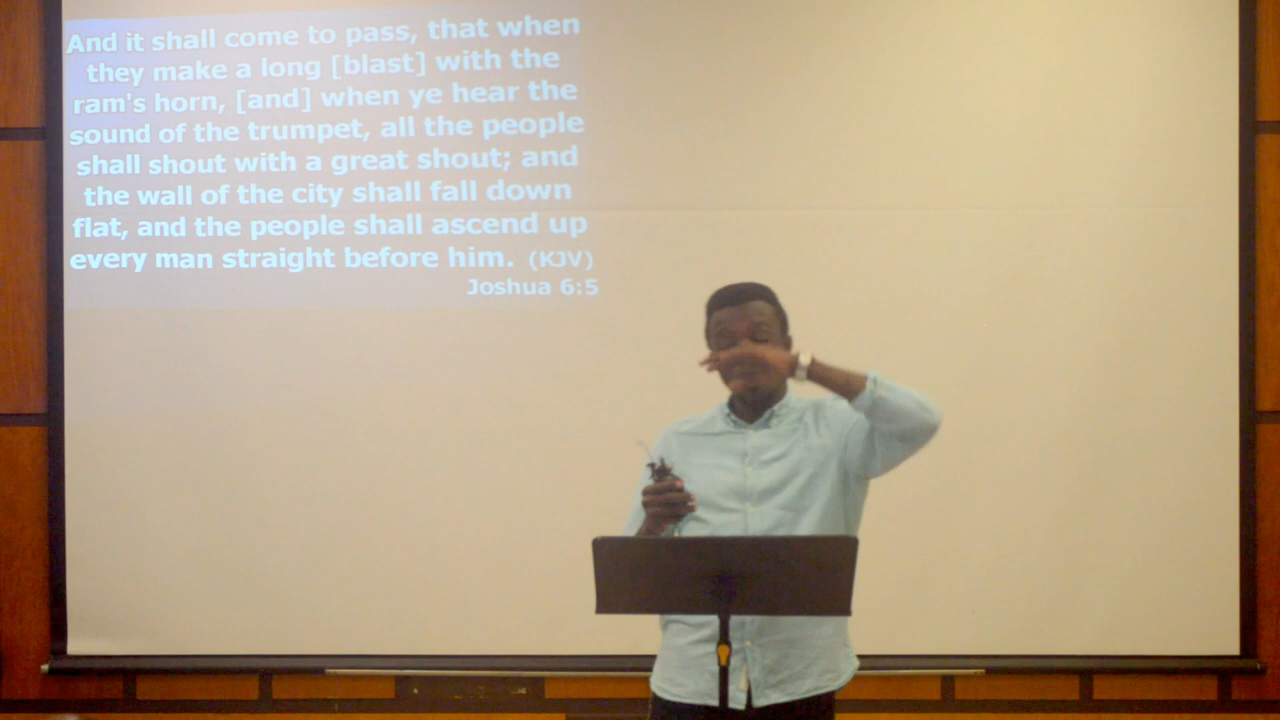 And it shall come to pass, that when
they make a long [blast] with the
ram's horn, [and] when ye hear the
sound of the trumpet, all the people
shall shout with a great shout; and
the wall of the city shall fall down
flat, and the people shall ascend up
every man straight before him. (KJV)
Joshua 6:5